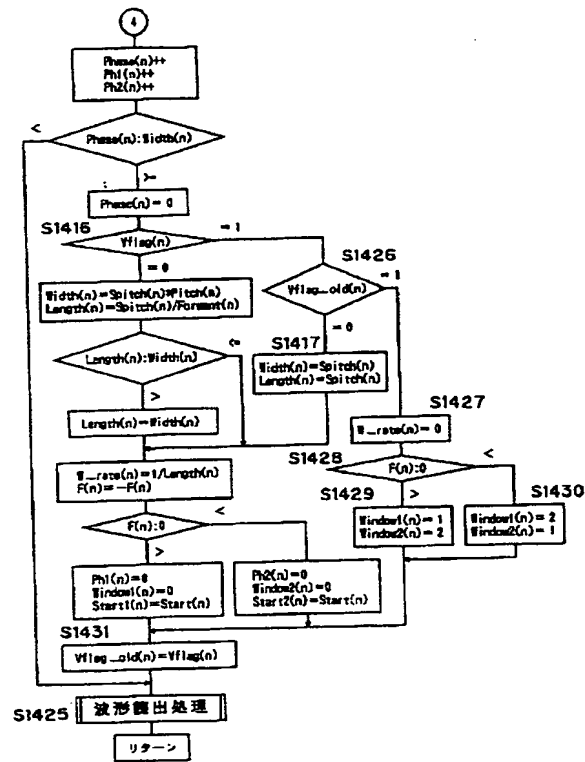 4
Phase(n)++
Ph1(n)++
Ph2(n)++
<
Phase(n):Width(n)
>=
Phase(n)= 0
S1416
= 1
Vflag(n)
S1426
= 0
= 1
Vflag_old(n)
Width(n)=Spitch(n)*Pitch(n)
Length(n)=Spitch(n)/Formant(n)
= 0
S1417
<=
Length(n):Width(n)
Width(n)=Spitch(n)
Length(n)=Spitch(n)
>
S1427
Length(n)=Width(n)
W_rate(n)= 0
S1428
<
W_rate(n)=1/Length(n)
F(n)=-F(n)
F(n):0
S1429
>
S1430
<
F(n):0
Window1(n)= 1
Window2(n)= 2
Window1(n)= 2
Window2(n)= 1
>
Ph1(n)=0
Window1(n)=0
Start1(n)=Start(n)
Ph2(n)=0
Window2(n)=0
Start2(n)=Start(n)
S1431
Vflag_old(n)=Vflag(n)
S1425
波形読出処理
リターン